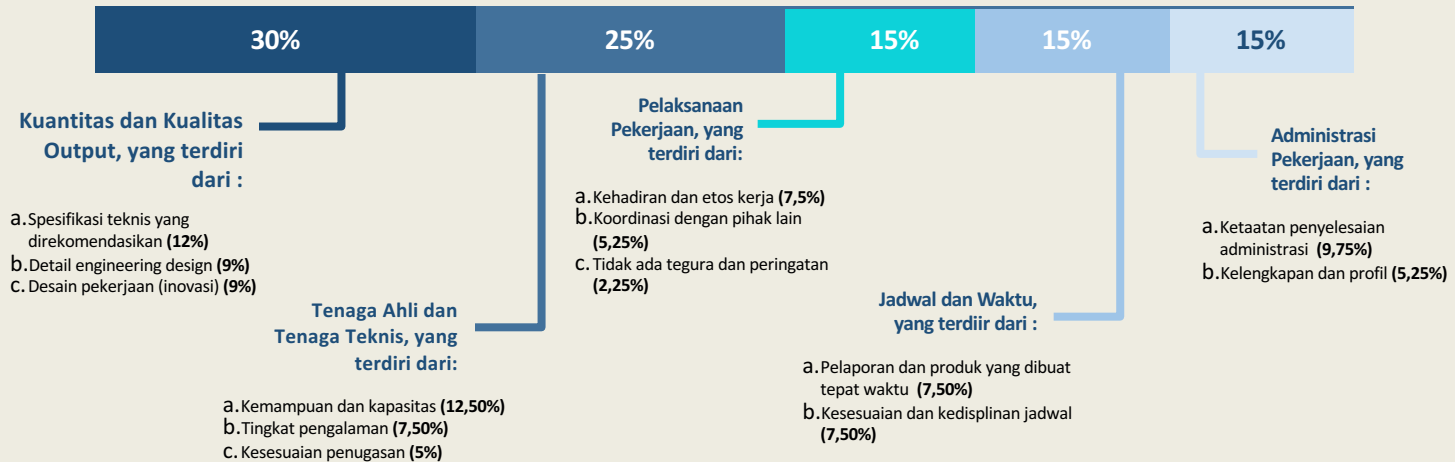 30%
25%
15%
15%
15%
Kuantitas dan Kualitas
Output, yang terdiri
dari :
a.Spesifikasi teknis yang
direkomendasikan (12%)
b.Detail engineering design (9%)
c. Desain pekerjaan (inovasi) (9%)
Tenaga Ahli dan
Tenaga Teknis, yang
terdiri dari:
a.Kemampuan dan kapasitas (12,50%)
b.Tingkat pengalaman (7,50%)
c. Kesesuaian penugasan (5%)
Pelaksanaan
Pekerjaan, yang
terdiri dari:
a.Kehadiran dan etos kerja (7,5%)
b.Koordinasi dengan pihak lain
(5,25%)
c. Tidak ada tegura dan peringatan
(2,25%)
Jadwal dan Waktu,
yang terdiir dari :
a.Pelaporan dan produk yang dibuat
tepat waktu (7,50%)
b.Kesesuaian dan kedisplinan jadwal
(7,50%)
Administrasi
Pekerjaan, yang
terdiri dari :
a.Ketaatan penyelesaian
administrasi (9,75%)
b.Kelengkapan dan profil (5,25%)